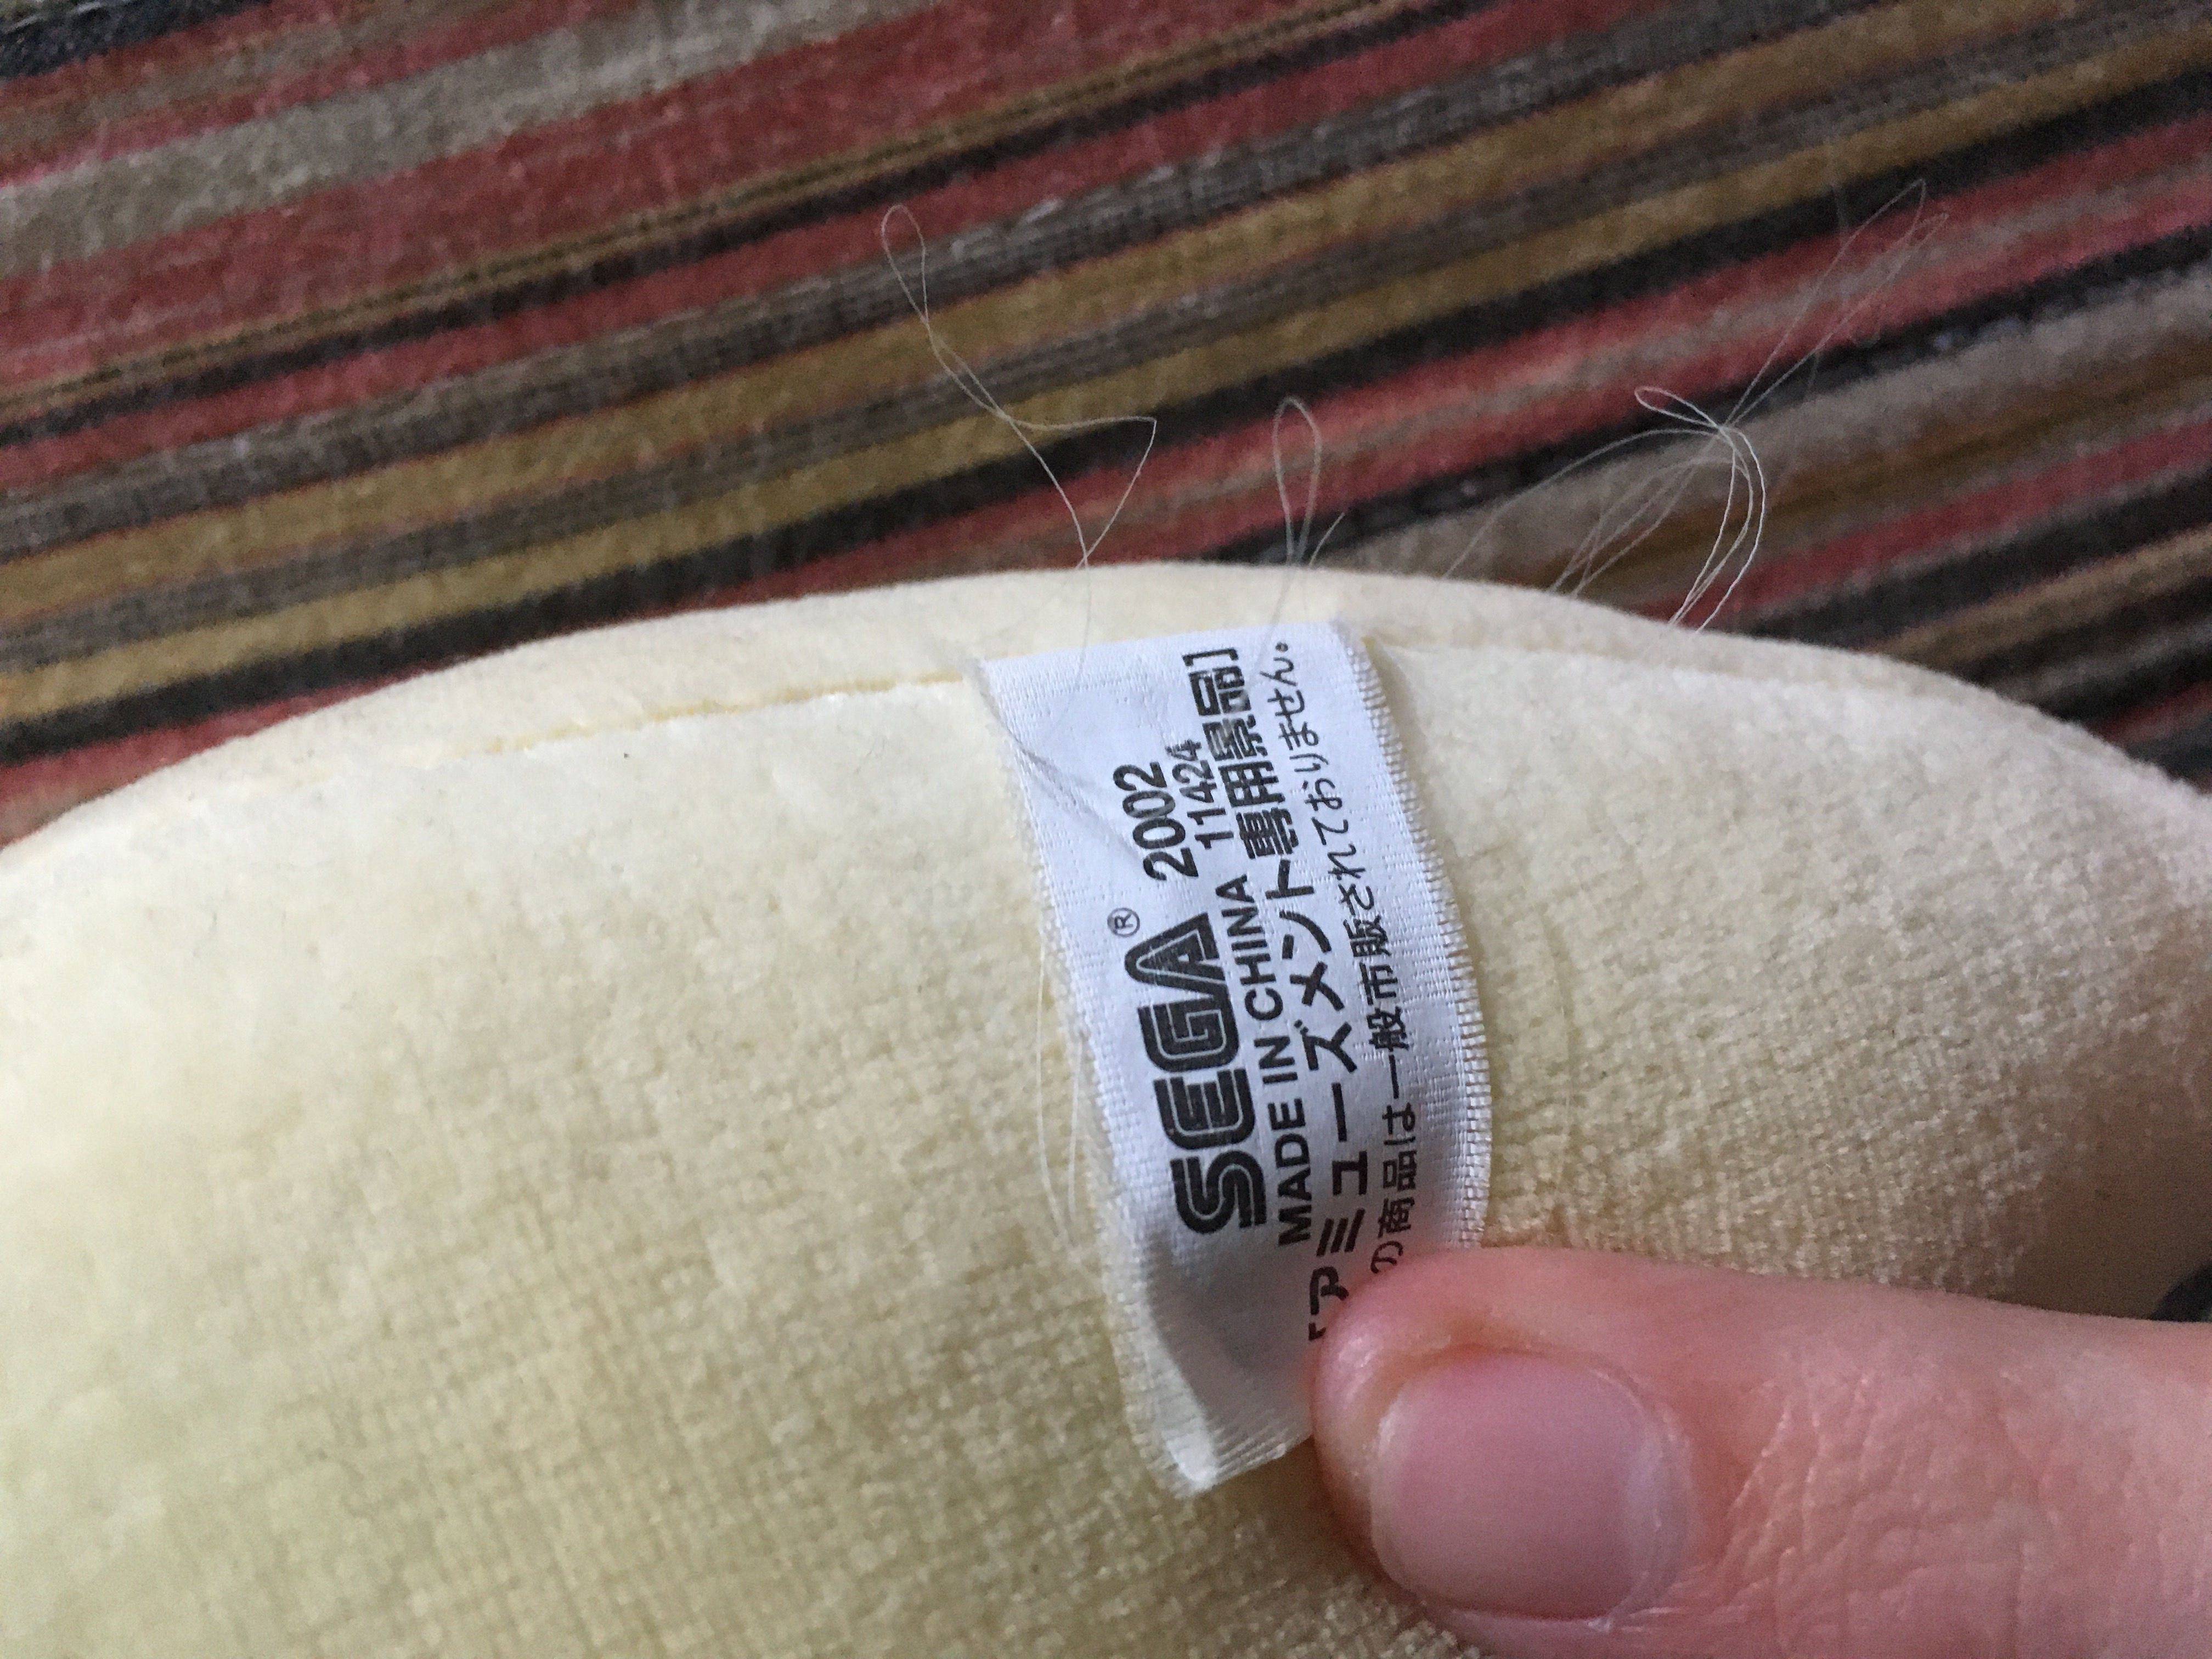 SEGA® 2002
MADE IN CHINA 11424
[アミューズメント専用景品]
の商品は一般市販されておりません。